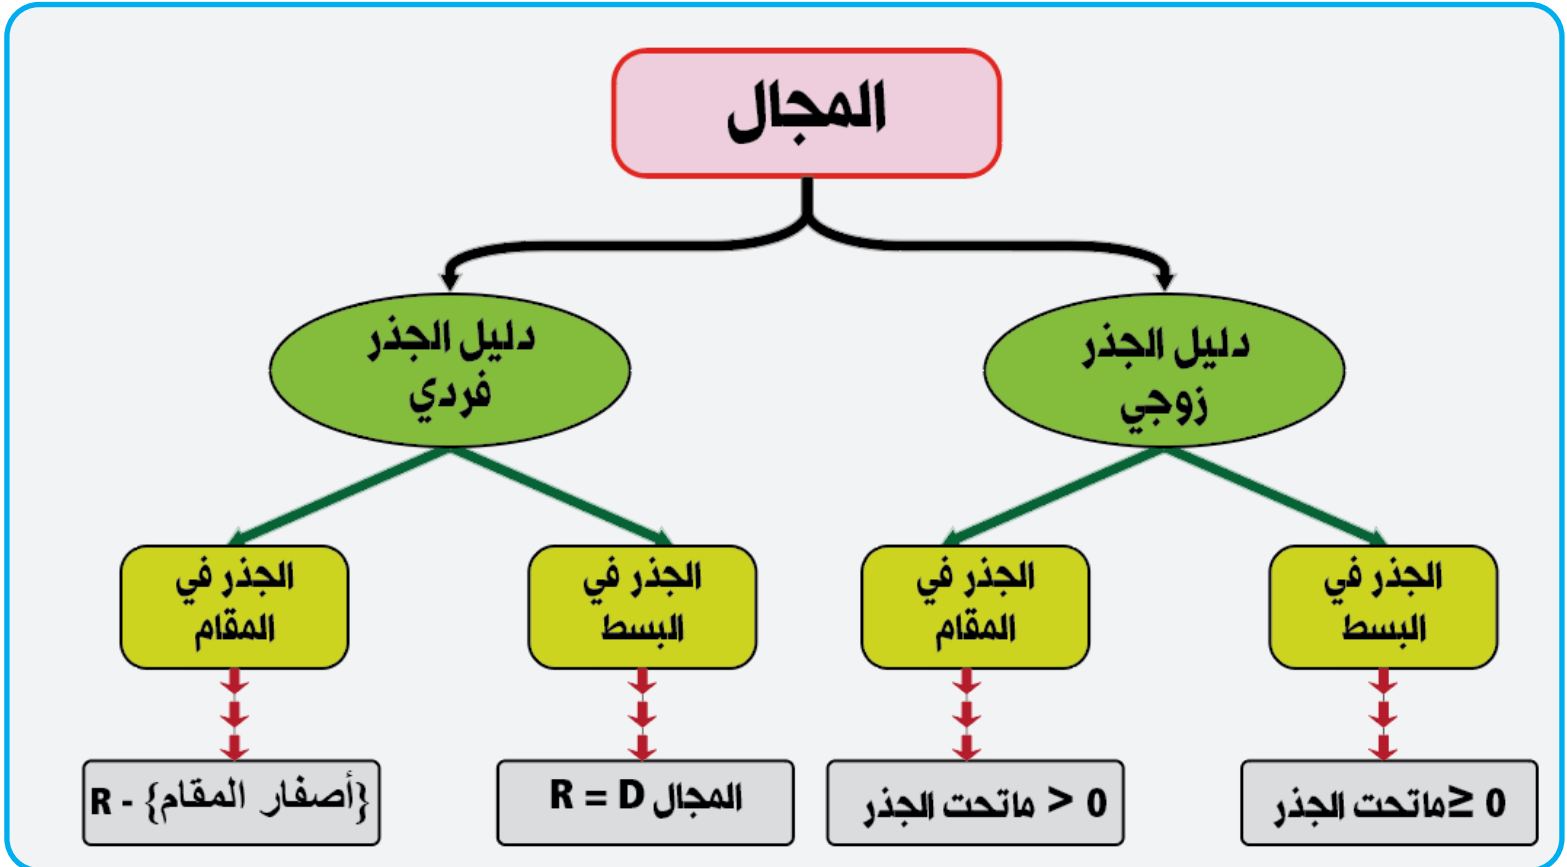 المجال
دليل الجذر
زوجي
دليل الجذر
فردي
الجذر في
البسط
الجذر في
المقام
الجذر في
البسط
الجذر في
المقام
ماتحت الجذر ≥ 0
ماتحت الجذر > 0
المجال R = D
R - {أصفار المقام}